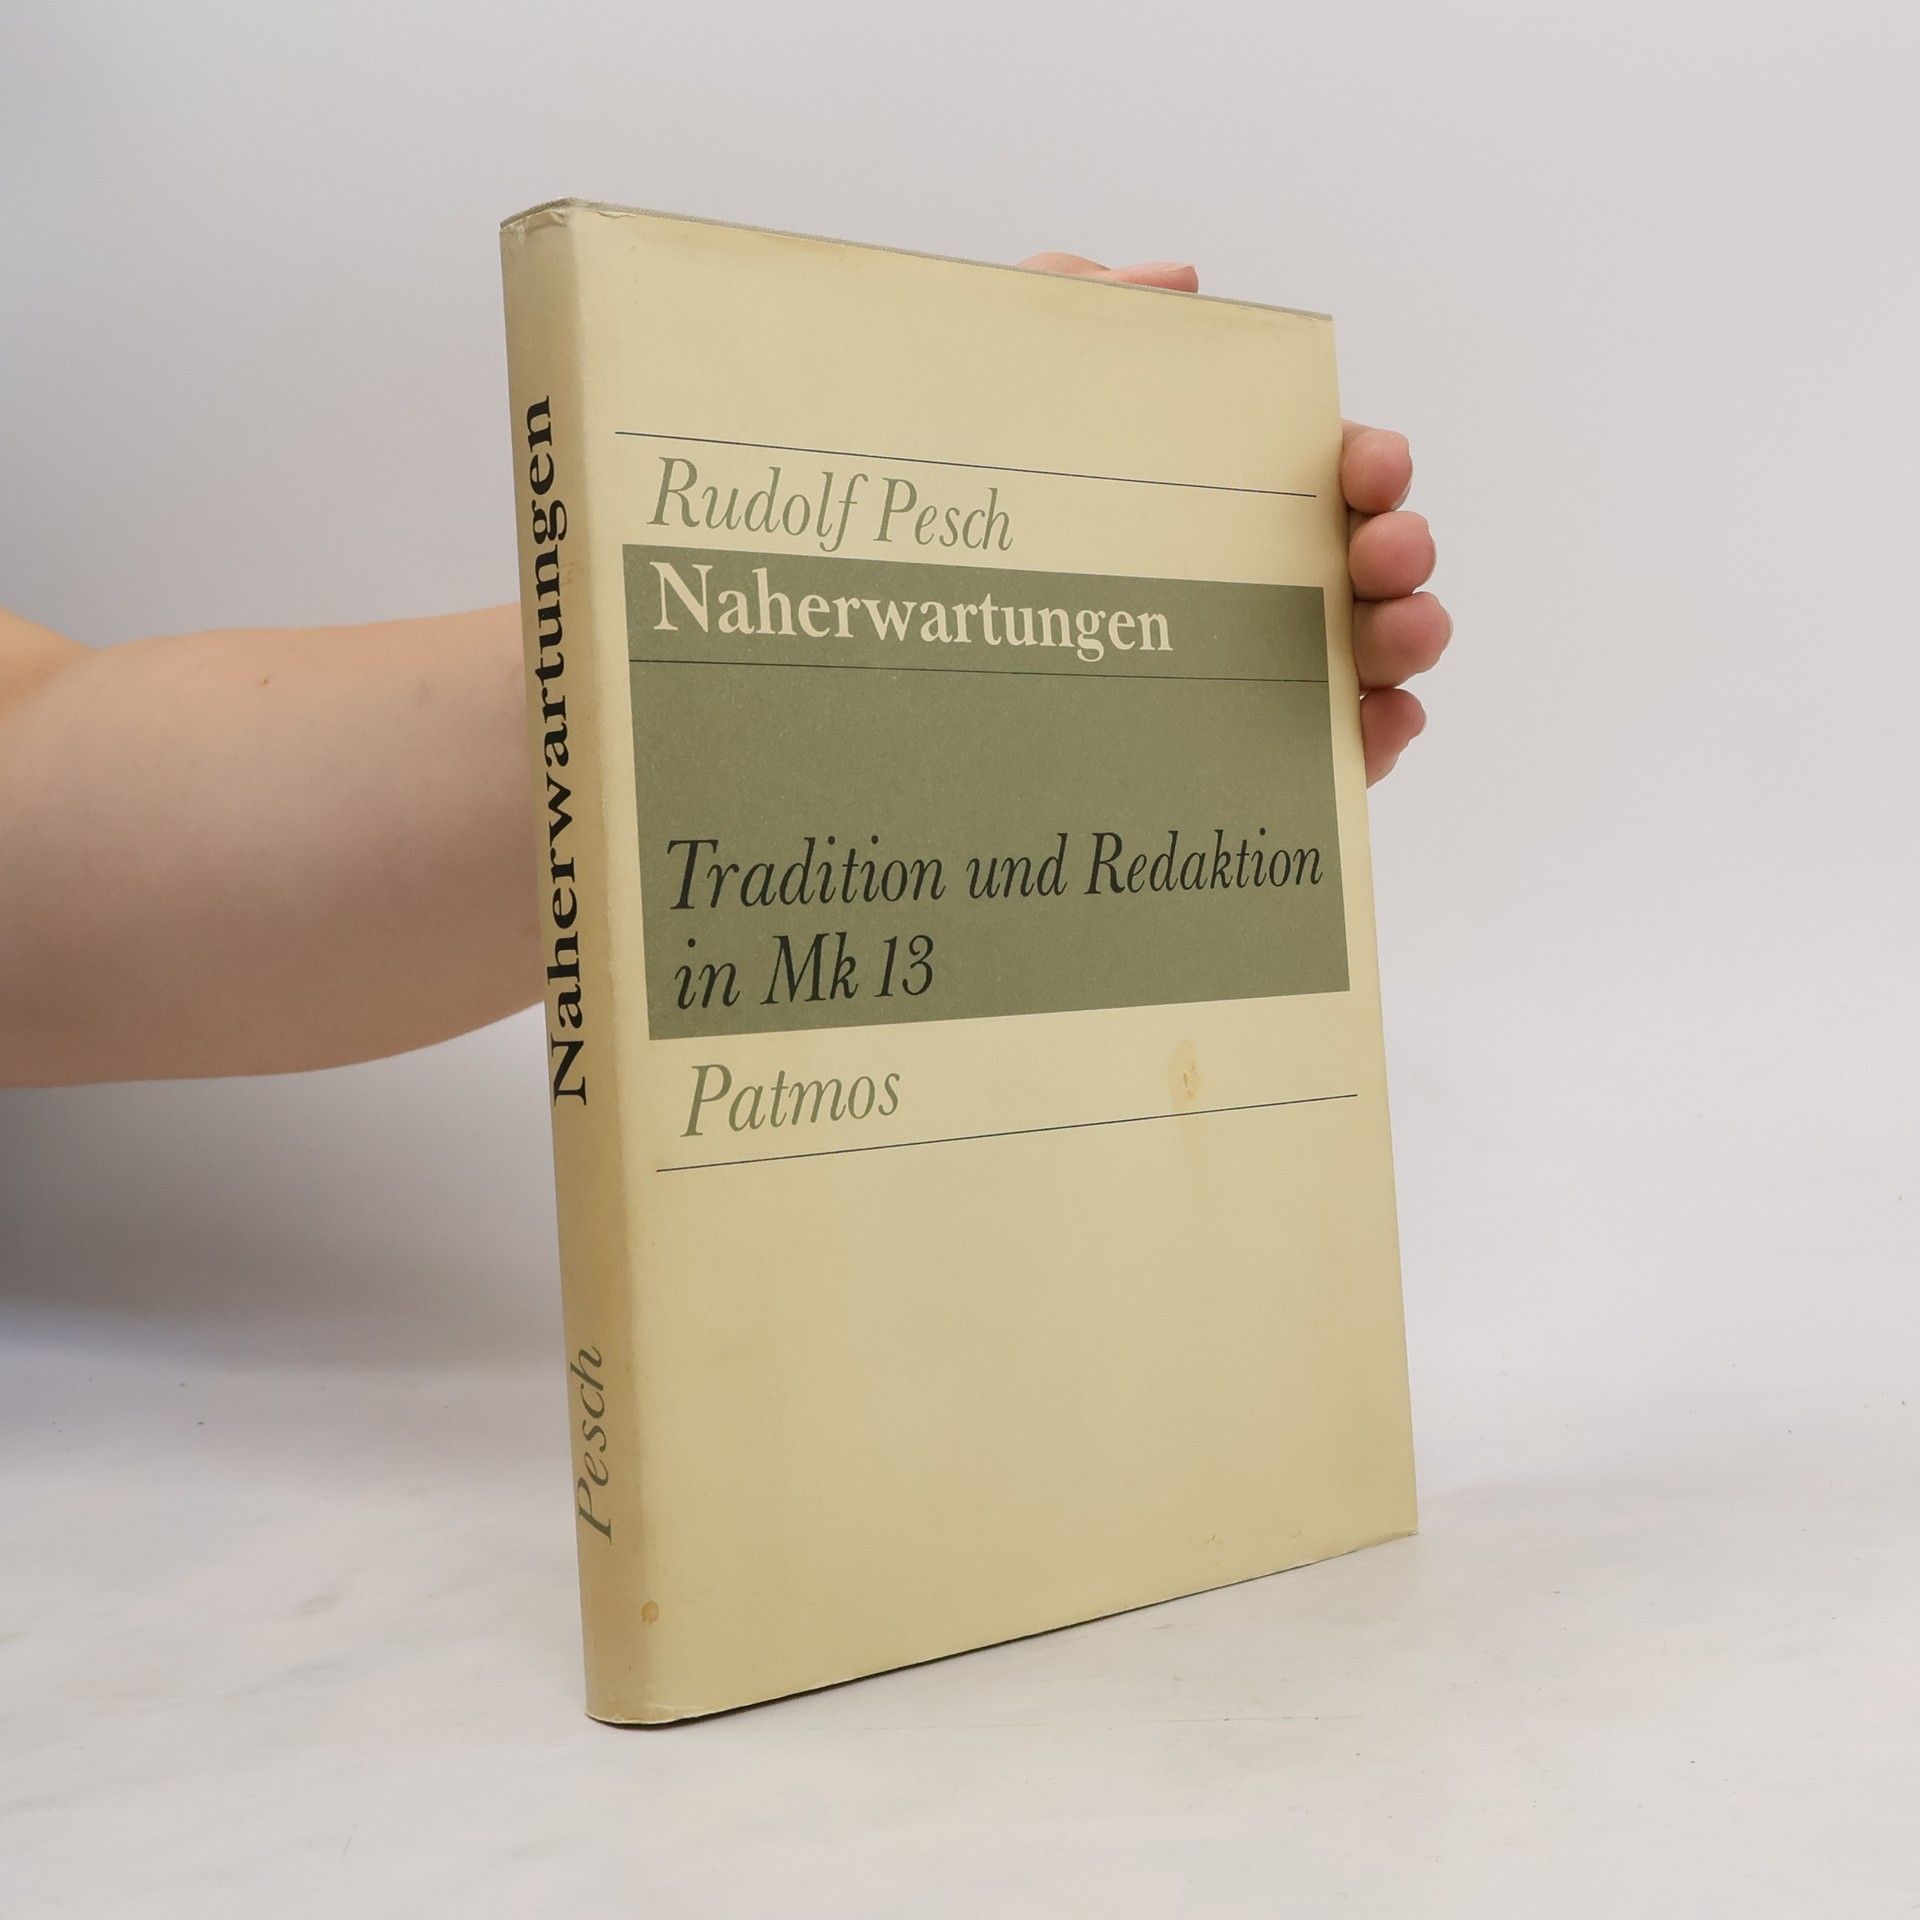 Rudolf Pesch
Naherwartungen
Tradition und Redaktion
in Mk 13
Patmos
Naherwartungen
Pesch